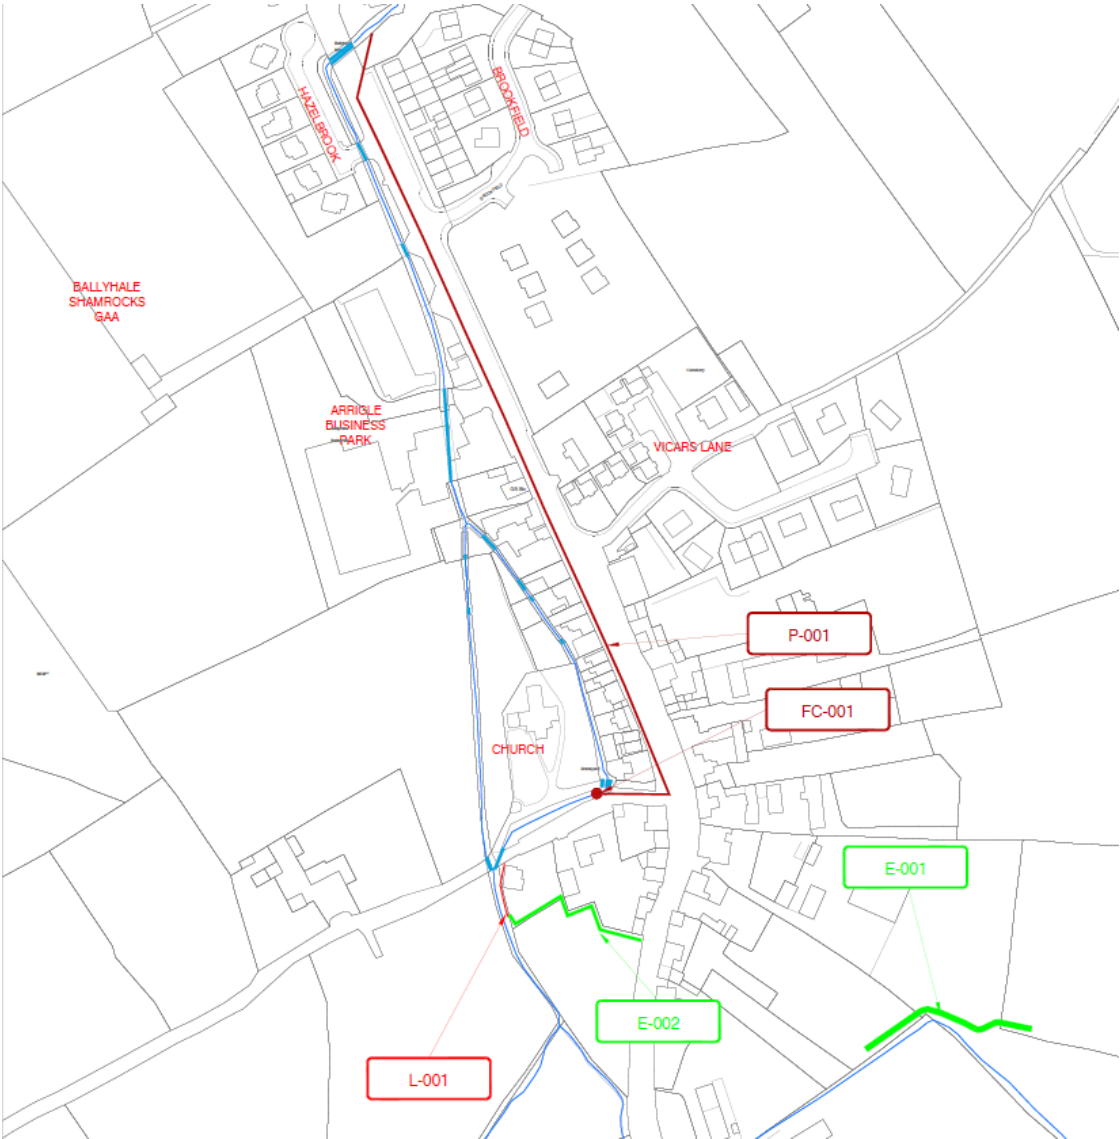 HAZELBROOK
BROOKFIELD
BALLYHALE
SHAMROCKS
GAA
ARRIGLE
BUSINESS
PARK
VICARS LANE
P-001
FC-001
CHURCH
E-001
E-002
L-001